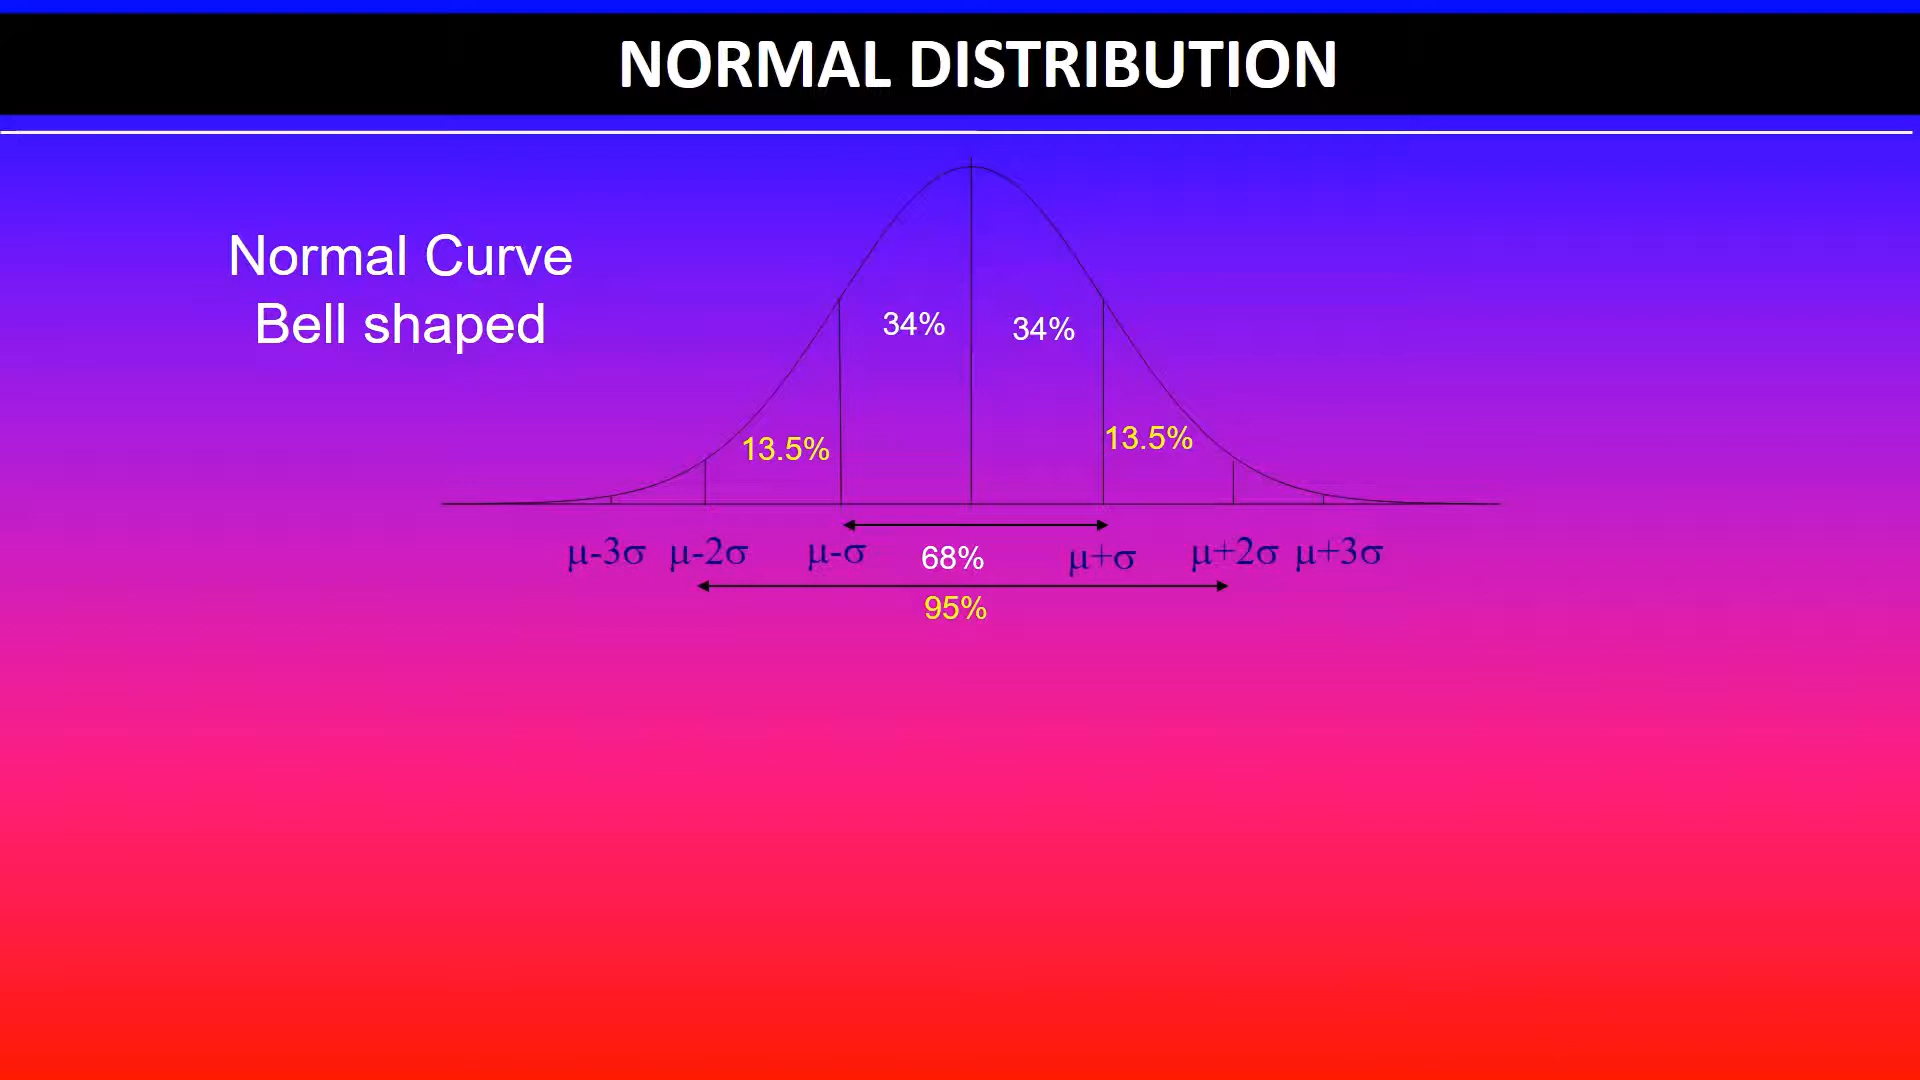 NORMAL DISTRIBUTION
Normal Curve
Bell shaped
34% 34%
13.5% 13.5%
μ-3σ μ-2σ μ-σ 68% μ+σ μ+2σ μ+3σ
95%